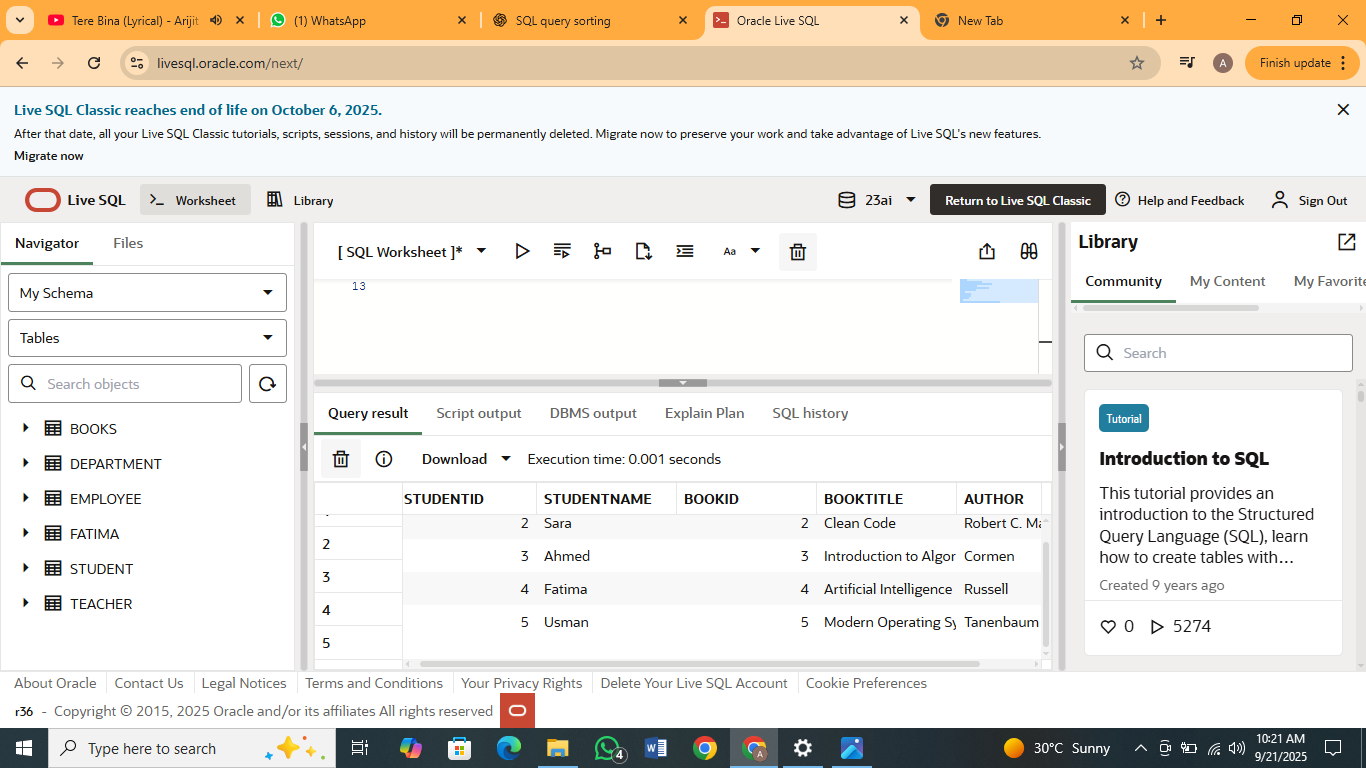 Tere Bina (Lyrical) - Arijit
(1) WhatsApp
SQL query sorting
Oracle Live SQL
New Tab
livesql.oracle.com/next/
A
Finish update
Live SQL Classic reaches end of life on October 6, 2025.
After that date, all your Live SQL Classic tutorials, scripts, sessions, and history will be permanently deleted. Migrate now to preserve your work and take advantage of Live SQL's new features.
Migrate now
Live SQL
Worksheet
Library
23ai
Return to Live SQL Classic
Help and Feedback
Sign Out
Navigator
Files
My Schema
Tables
Search objects
BOOKS
DEPARTMENT
EMPLOYEE
FATIMA
STUDENT
TEACHER
[ SQL Worksheet ]*
Aa
13
Query result
Script output
DBMS output
Explain Plan
SQL history
Download
Execution time: 0.001 seconds
STUDENTID STUDENTNAME BOOKID BOOKTITLE AUTHOR
2 Sara 2 Clean Code Robert C. Ma
2
3 Ahmed 3 Introduction to Algor Cormen
3
4 Fatima 4 Artificial Intelligence Russell
4
5 Usman 5 Modern Operating Sy Tanenbaum
5
Library
Community
My Content
My Favorite
Search
Tutorial
Introduction to SQL
This tutorial provides an
introduction to the Structured
Query Language (SQL), learn
how to create tables with...
Created 9 years ago
0
5274
About Oracle
Contact Us
Legal Notices
Terms and Conditions
Your Privacy Rights
Delete Your Live SQL Account
Cookie Preferences
r36 - Copyright © 2015, 2025 Oracle and/or its affiliates All rights reserved
Type here to search
4
A
30°C Sunny
10:21 AM
9/21/2025